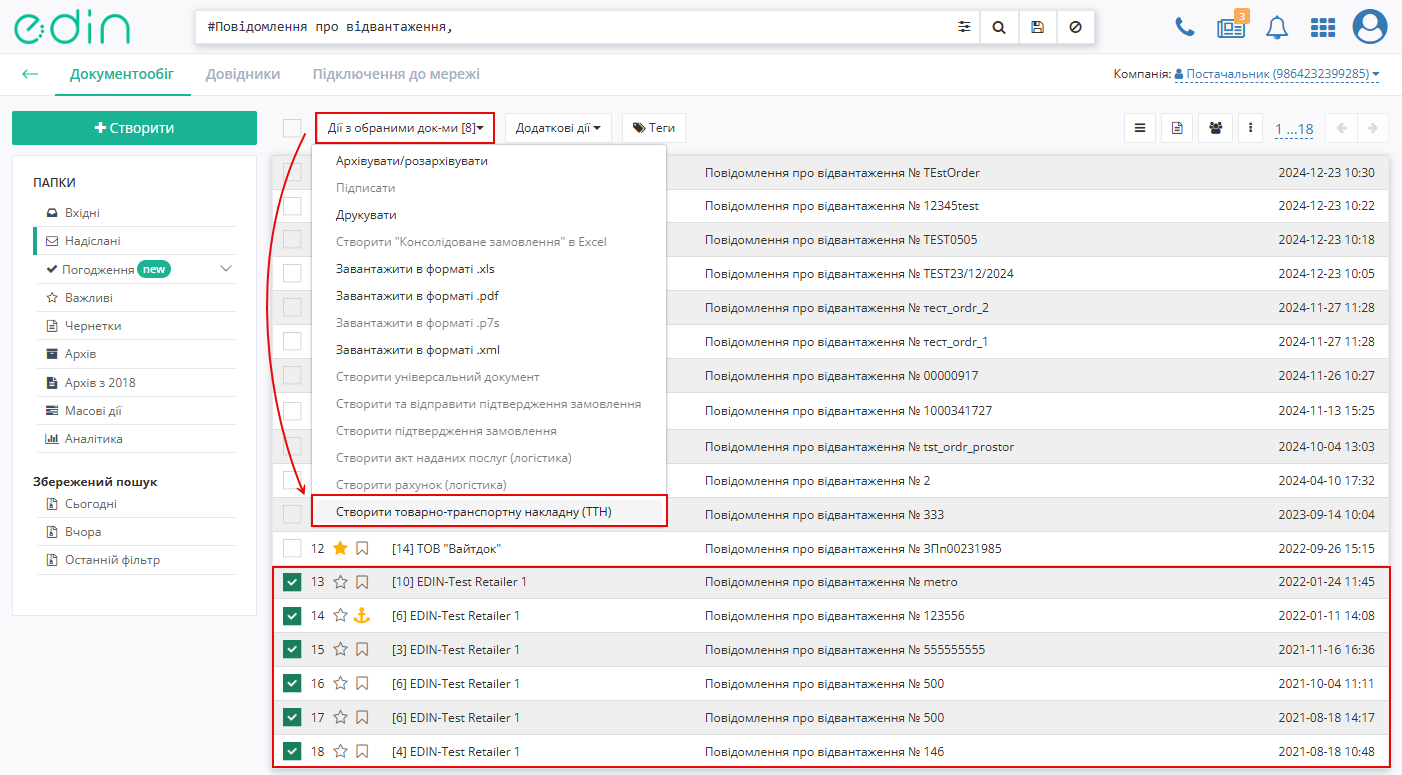 edin
#Повідомлення про відвантаження,
3
Документообіг Довідники Підключення до мережі
Компанія: Постачальник (9864232399285)
Створити
Дії з обраними док-ми [8] Додаткові дії Теги
1 ...18
ПАПКИ
Вхідні
Надіслані
Погодження new
Важливі
Чернетки
Архів
Архів з 2018
Масові дії
Аналітика
Збережений пошук
Сьогодні
Вчора
Останній фільтр
Архівувати/розархівувати
Підписати
Друкувати
Створити "Консолідоване замовлення" в Excel
Завантажити в форматі .xls
Завантажити в форматі .pdf
Завантажити в форматі .p7s
Завантажити в форматі .xml
Створити універсальний документ
Створити та відправити підтвердження замовлення
Створити підтвердження замовлення
Створити акт наданих послуг (логістика)
Створити рахунок (логістика)
Створити товарно-транспортну накладну (ТТН)
Повідомлення про відвантаження № TEstOrder 2024-12-23 10:30
Повідомлення про відвантаження № 12345test 2024-12-23 10:22
Повідомлення про відвантаження № TEST0505 2024-12-23 10:18
Повідомлення про відвантаження № TEST23/12/2024 2024-12-23 10:05
Повідомлення про відвантаження № тест_ordr_2 2024-11-27 11:28
Повідомлення про відвантаження № тест_ordr_1 2024-11-27 11:28
Повідомлення про відвантаження № 00000917 2024-11-26 10:27
Повідомлення про відвантаження № 1000341727 2024-11-13 15:25
Повідомлення про відвантаження № tst_ordr_prostor 2024-10-04 13:03
Повідомлення про відвантаження № 2 2024-04-10 17:32
Повідомлення про відвантаження № 333 2023-09-14 10:04
12 [14] ТОВ "Вайтдок" Повідомлення про відвантаження № ЗПп00231985 2022-09-26 15:15
13 [10] EDIN-Test Retailer 1 Повідомлення про відвантаження № metro 2022-01-24 11:45
14 [6] EDIN-Test Retailer 1 Повідомлення про відвантаження № 123556 2022-01-11 14:08
15 [3] EDIN-Test Retailer 1 Повідомлення про відвантаження № 555555555 2021-11-16 16:36
16 [6] EDIN-Test Retailer 1 Повідомлення про відвантаження № 500 2021-10-04 11:11
17 [6] EDIN-Test Retailer 1 Повідомлення про відвантаження № 500 2021-08-18 14:17
18 [4] EDIN-Test Retailer 1 Повідомлення про відвантаження № 146 2021-08-18 10:48